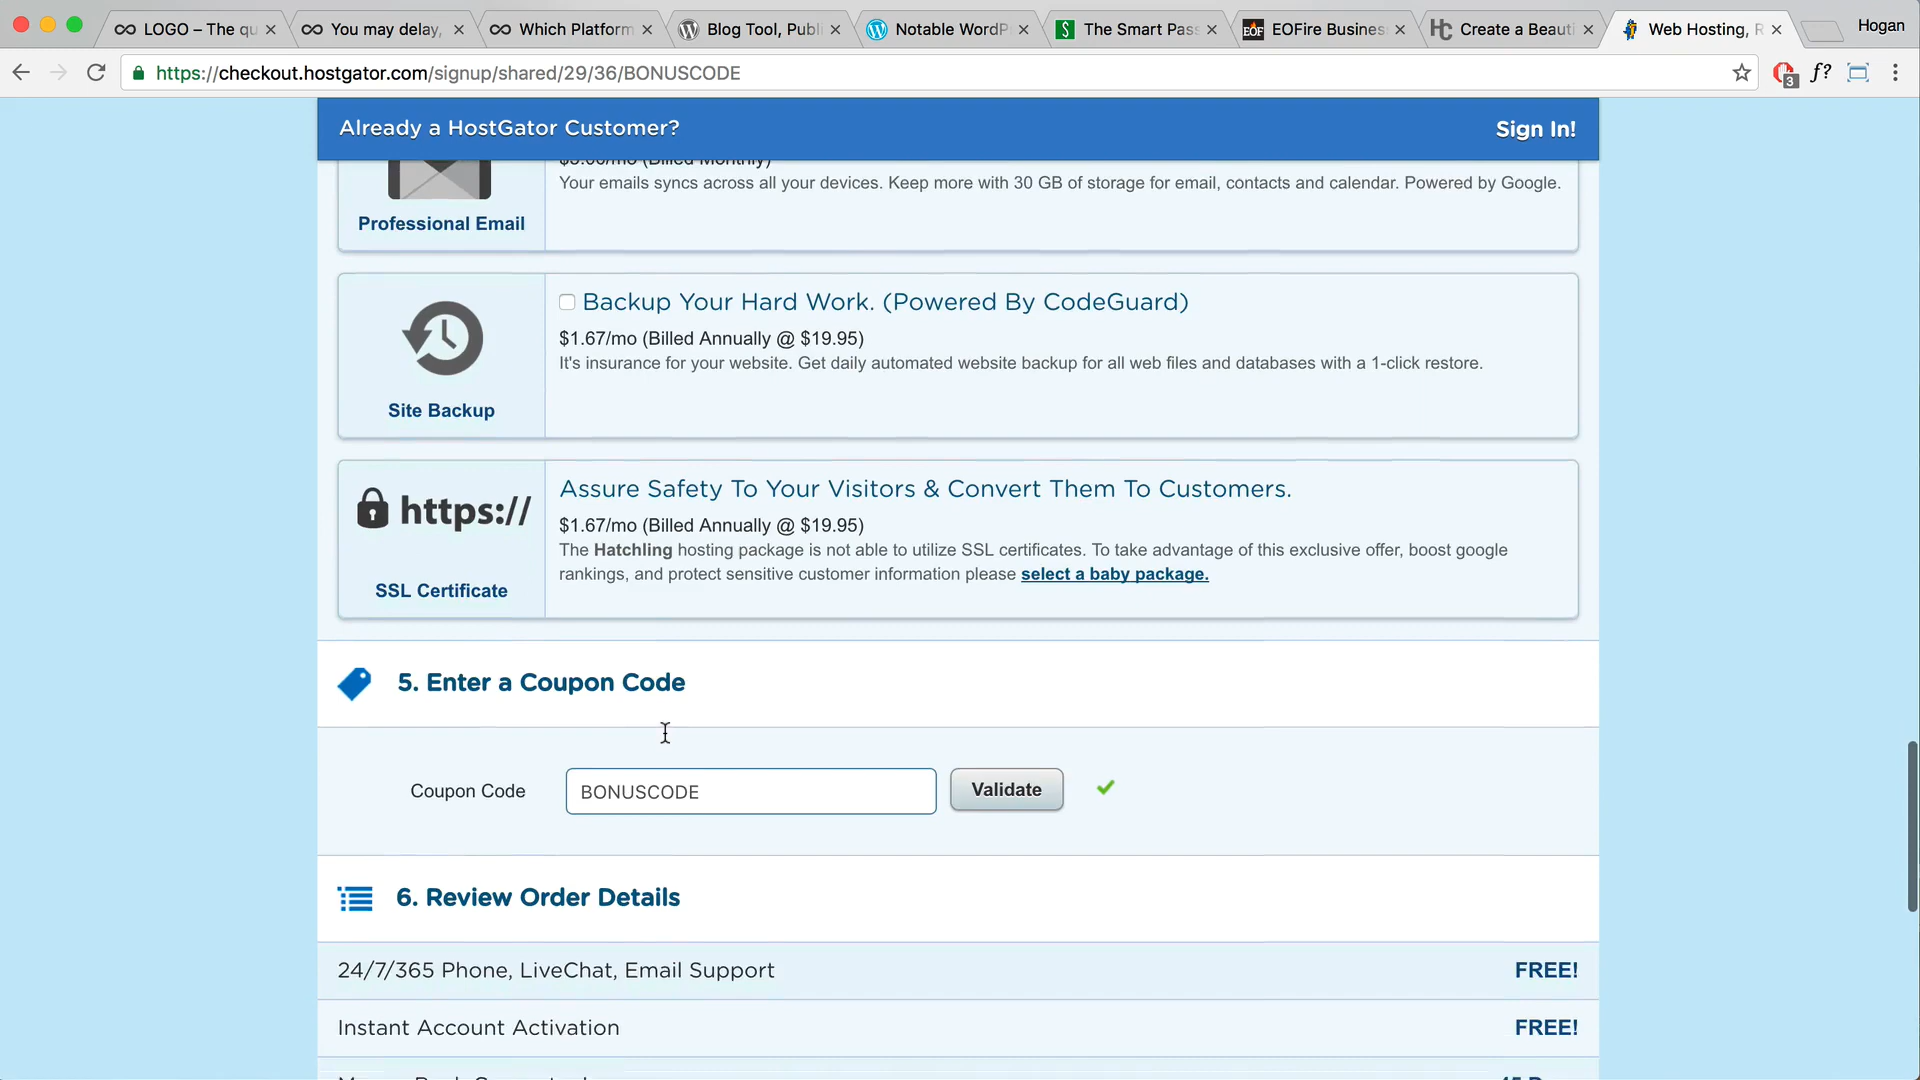 LOGO – The qu
You may delay,
Which Platform
Blog Tool, Publi
Notable WordP
The Smart Pass
EOFire Busines
Create a Beauti
Web Hosting, R
Hogan
https://checkout.hostgator.com/signup/shared/29/36/BONUSCODE
3
f?
Already a HostGator Customer?
Sign In!
(Billed Monthly)
Your emails syncs across all your devices. Keep more with 30 GB of storage for email, contacts and calendar. Powered by Google.
Professional Email
Backup Your Hard Work. (Powered By CodeGuard)
$1.67/mo (Billed Annually @ $19.95)
It's insurance for your website. Get daily automated website backup for all web files and databases with a 1-click restore.
Site Backup
https://
Assure Safety To Your Visitors & Convert Them To Customers.
$1.67/mo (Billed Annually @ $19.95)
The Hatchling hosting package is not able to utilize SSL certificates. To take advantage of this exclusive offer, boost google
rankings, and protect sensitive customer information please select a baby package.
SSL Certificate
5. Enter a Coupon Code
Coupon Code
BONUSCODE
Validate
6. Review Order Details
24/7/365 Phone, LiveChat, Email Support
FREE!
Instant Account Activation
FREE!